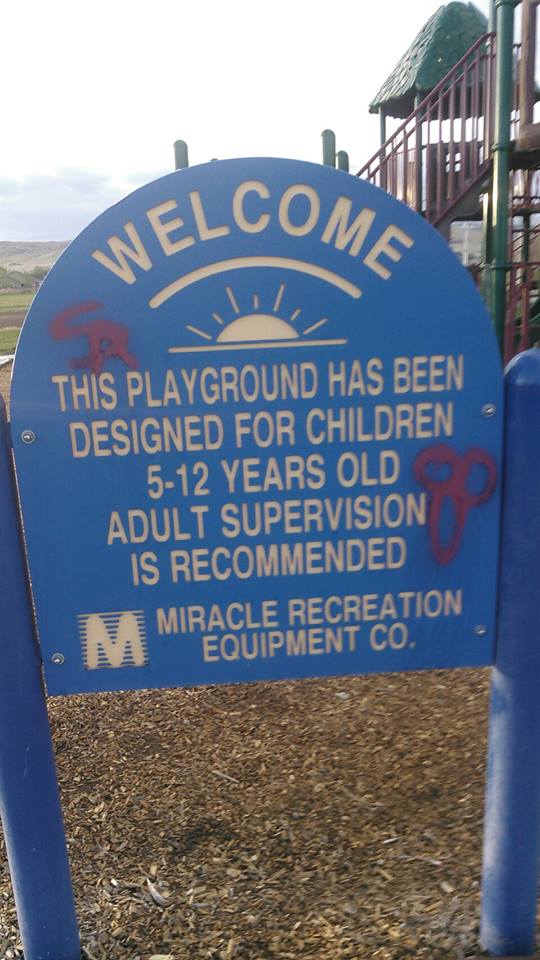 WELCOME
THIS PLAYGROUND HAS BEEN
DESIGNED FOR CHILDREN
5-12 YEARS OLD
ADULT SUPERVISION
IS RECOMMENDED
M MIRACLE RECREATION
EQUIPMENT CO.